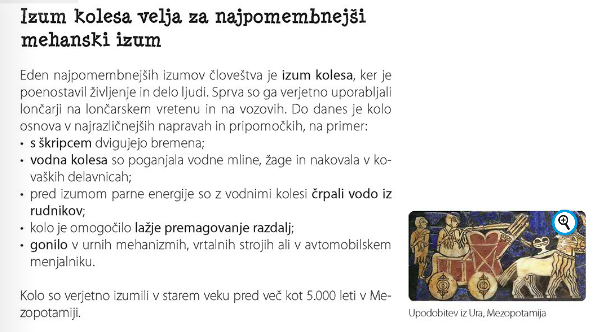 Izum kolesa velja za najpomembnejši
mehanski izum
Eden najpomembnejših izumov človeštva je izum kolesa, ker je
poenostavil življenje in delo ljudi. Sprva so ga verjetno uporabljali
lončarji na lončarskem vretenu in na vozovih. Do danes je kolo
osnova v najrazličnejših napravah in pripomočkih, na primer:
• s škripcem dvigujejo bremena;
• vodna kolesa so poganjala vodne mline, žage in nakovala v ko-
vaških delavnicah;
• pred izumom parne energije so z vodnimi kolesi črpali vodo iz
rudnikov;
• kolo je omogočilo lažje premagovanje razdalj;
• gonilo v urnih mehanizmih, vrtalnih strojih ali v avtomobilskem
menjalniku.
Kolo so verjetno izumili v starem veku pred več kot 5.000 leti v Me-
zopotamiji.
Upodobitev iz Ura, Mezopotamija